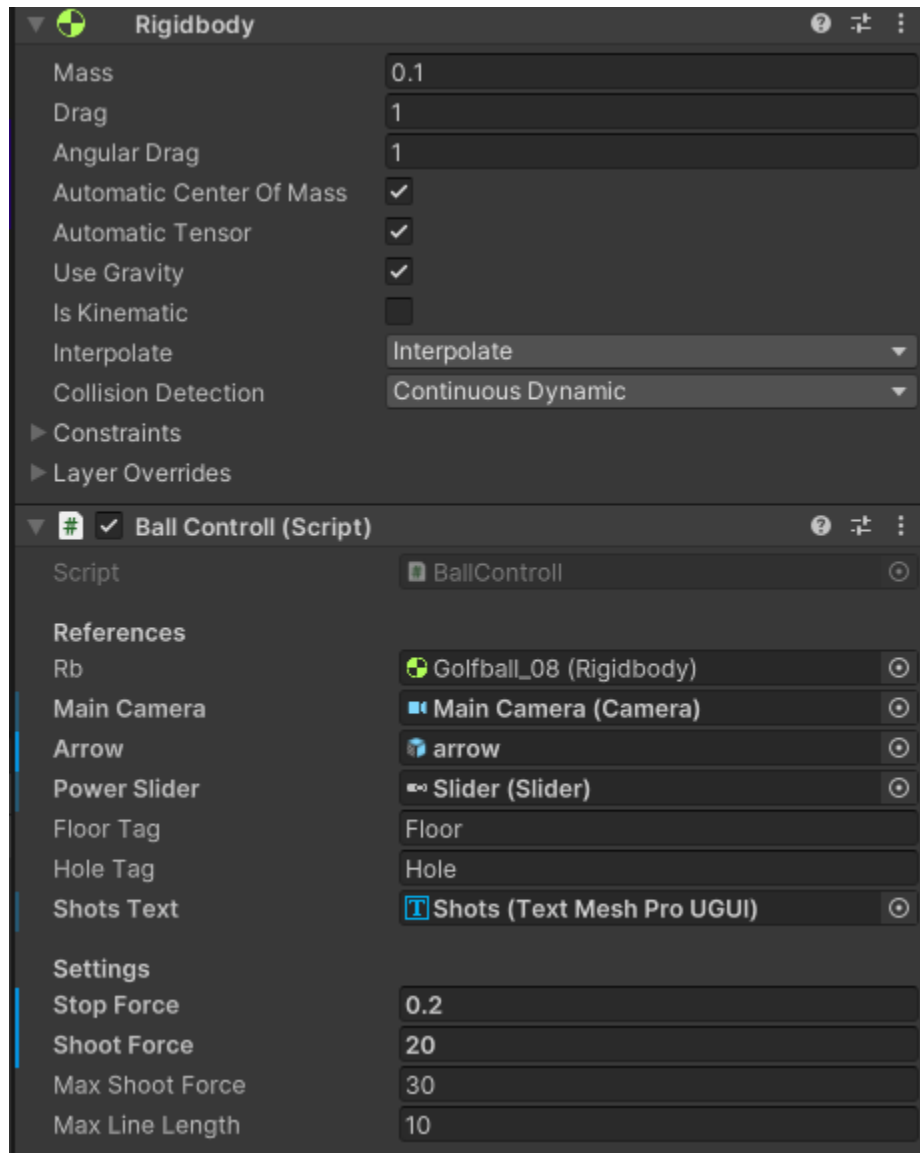 Rigidbody
Mass 0.1
Drag 1
Angular Drag 1
Automatic Center Of Mass
Automatic Tensor
Use Gravity
Is Kinematic
Interpolate Interpolate
Collision Detection Continuous Dynamic
Constraints
Layer Overrides
# Ball Controll (Script)
Script # BallControll
References
Rb Golfball_08 (Rigidbody)
Main Camera Main Camera (Camera)
Arrow arrow
Power Slider Slider (Slider)
Floor Tag Floor
Hole Tag Hole
Shots Text T Shots (Text Mesh Pro UGUI)
Settings
Stop Force 0.2
Shoot Force 20
Max Shoot Force 30
Max Line Length 10